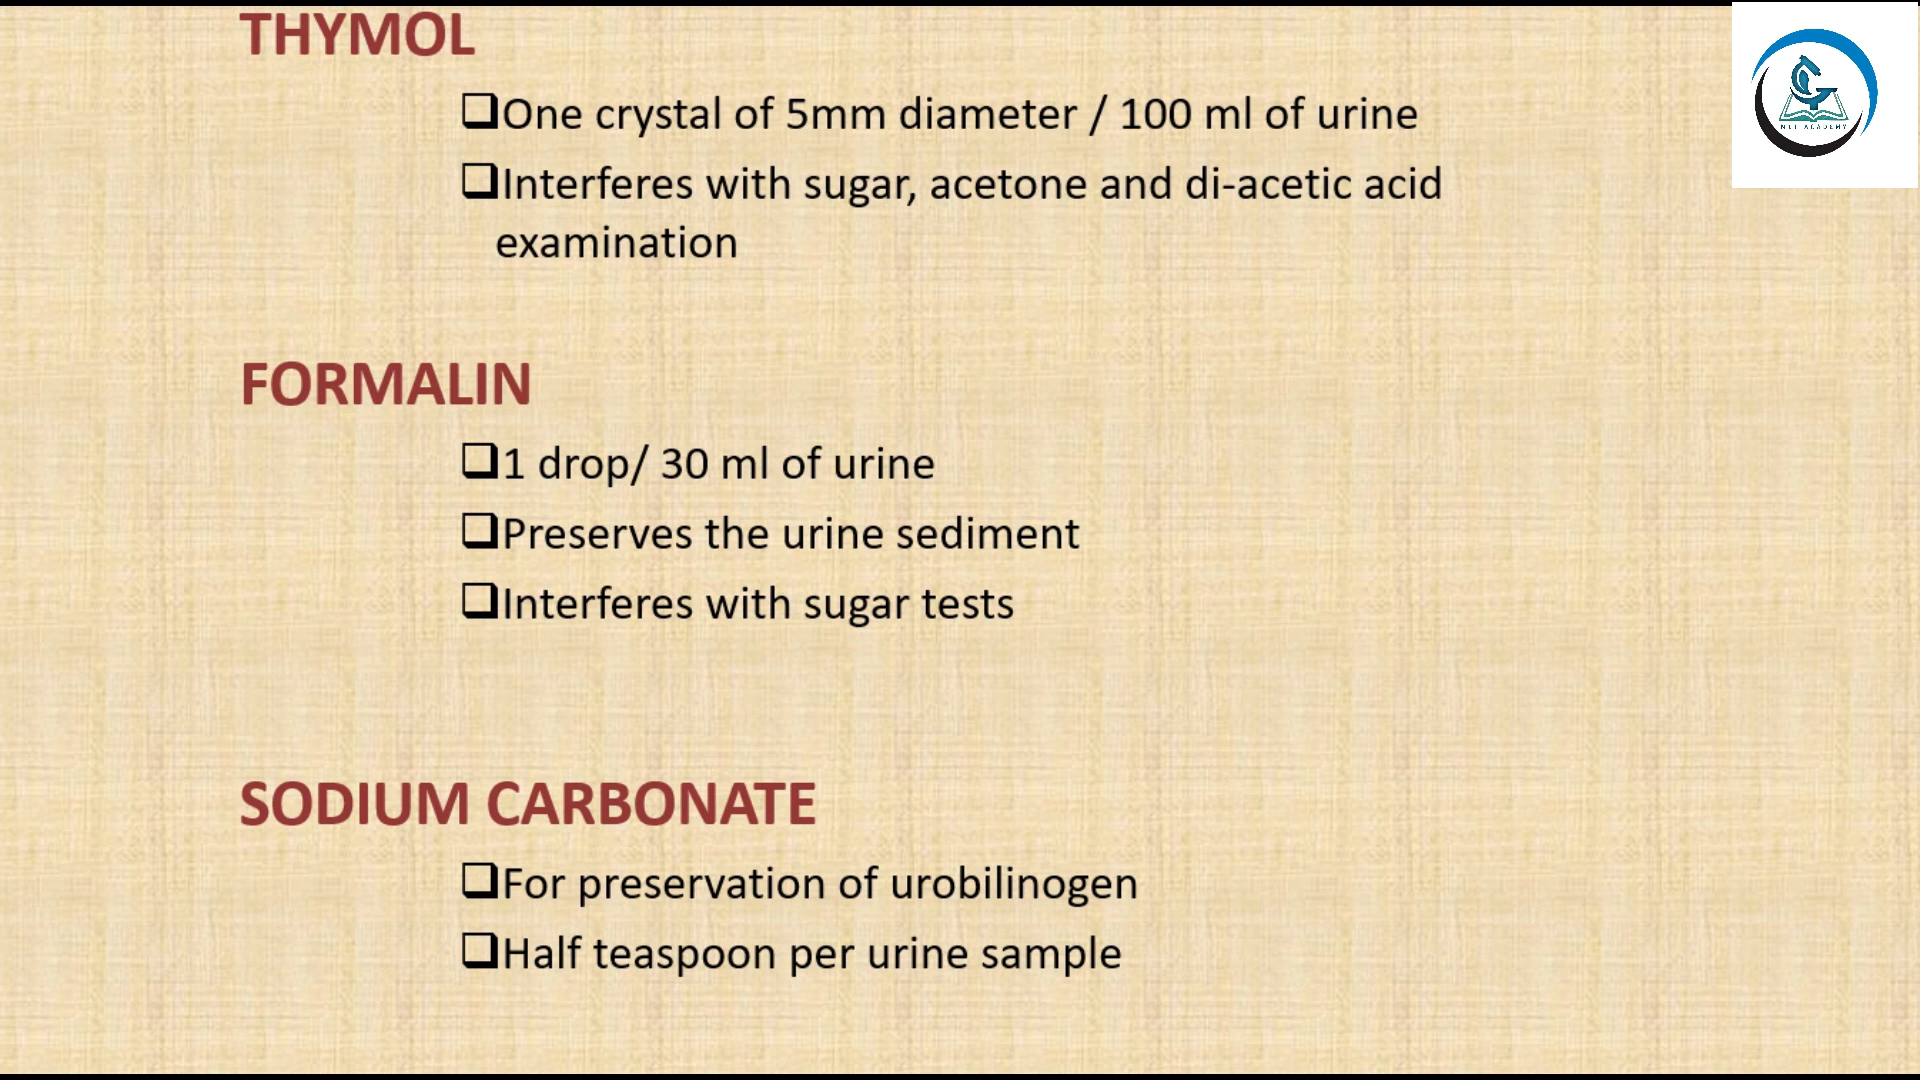 THYMOL
❑One crystal of 5mm diameter / 100 ml of urine
❑Interferes with sugar, acetone and di-acetic acid
examination
FORMALIN
❑1 drop/ 30 ml of urine
❑Preserves the urine sediment
❑Interferes with sugar tests
SODIUM CARBONATE
❑For preservation of urobilinogen
❑Half teaspoon per urine sample
ACADEMY